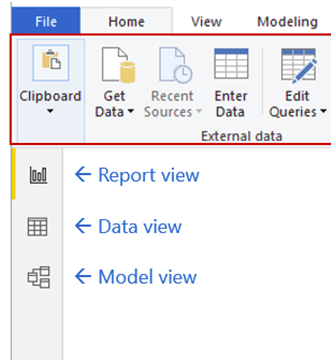 File Home View Modeling
Clipboard Get Data Recent Sources Enter Data Edit Queries
External data
← Report view
← Data view
← Model view